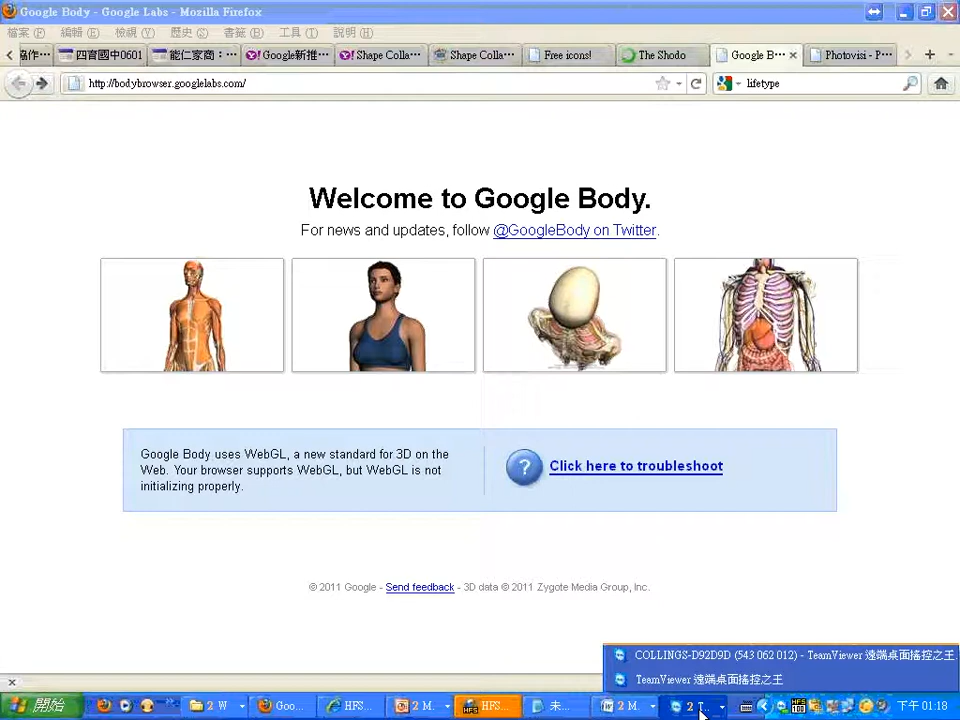 Google Body - Google Labs - Mozilla Firefox
檔案 (F) 編輯 (E) 檢視 (V) 歷史 (S) 書籤 (B) 工具 (T) 說明 (H)
協作··· 四育國中0601 能仁家商：··· Google新推··· Shape Colla··· Shape Colla··· Free icons! The Shodo Google B··· Photovisi - P···
http://bodybrowser.googlelabs.com/ lifetype
Welcome to Google Body.
For news and updates, follow @GoogleBody on Twitter.
Google Body uses WebGL, a new standard for 3D on the
Web. Your browser supports WebGL, but WebGL is not
initializing properly.
? Click here to troubleshoot
© 2011 Google - Send feedback - 3D data © 2011 Zygote Media Group, Inc.
COLLINGS-D92D9D (543 062 012) - TeamViewer 遠端桌面搖控之王
TeamViewer 遠端桌面搖控之王
開始 2 W Goo... HFS... 2 M. HFS... 未... 2 M. 2 T.. 下午 01:18